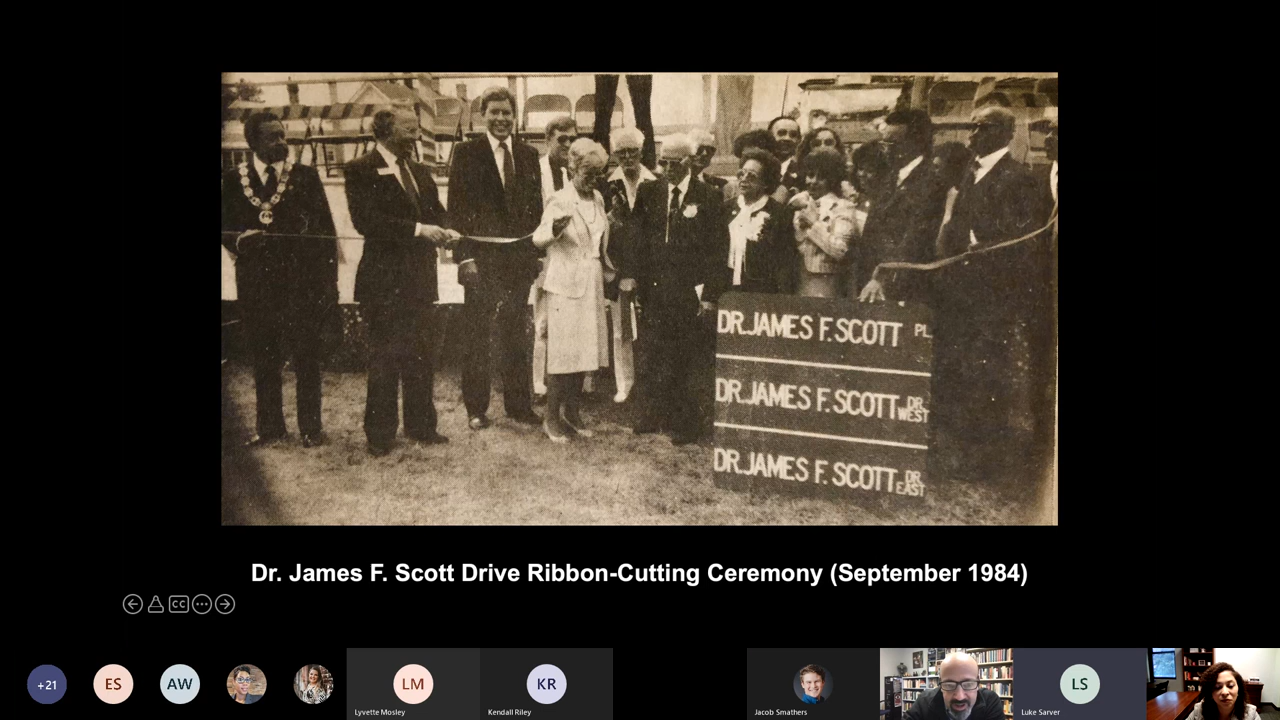 DR. JAMES F. SCOTT PL.
DR. JAMES F. SCOTT DR. WEST
DR. JAMES F. SCOTT DR. EAST
Dr. James F. Scott Drive Ribbon-Cutting Ceremony (September 1984)
CC
+21
ES
AW
LM
KR
LS
Lyvette Mosley
Kendall Riley
Jacob Smathers
Luke Sarver